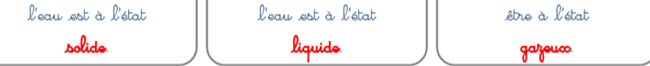 l'eau est à l'état
solide.
l'eau est à l'état
liquide.
être à l'état
gazeux.